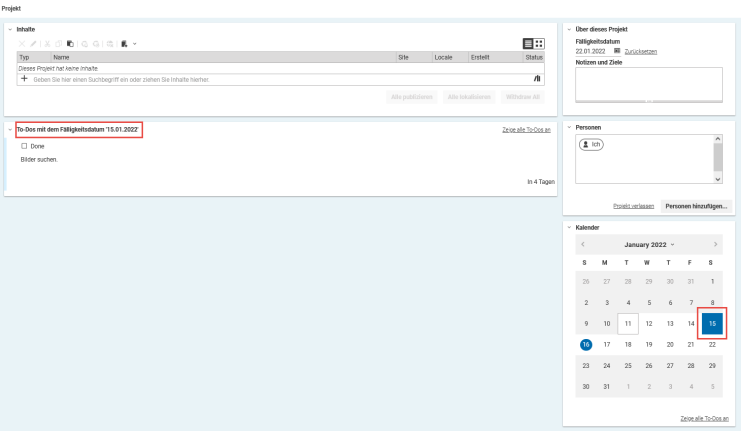 Projekt
Inhalte
Typ Name Site Locale Erstellt Status
Dieses Projekt hat keine Inhalte.
Geben Sie hier einen Suchbegriff ein oder ziehen Sie Inhalte hierher.
Alle publizieren Alle lokalisieren Withdraw All
To-Dos mit dem Fälligkeitsdatum '15.01.2022' Zeige alle To-Dos an
Done
Bilder suchen.
In 4 Tagen
Über dieses Projekt
Fälligkeitsdatum
22.01.2022 Zurücksetzen
Notizen und Ziele
Personen
Ich
Projekt verlassen Personen hinzufügen...
Kalender
January 2022
S M T W T F S
26 27 28 29 30 31 1
2 3 4 5 6 7 8
9 10 11 12 13 14 15
16 17 18 19 20 21 22
23 24 25 26 27 28 29
30 31 1 2 3 4 5
Zeige alle To-Dos an